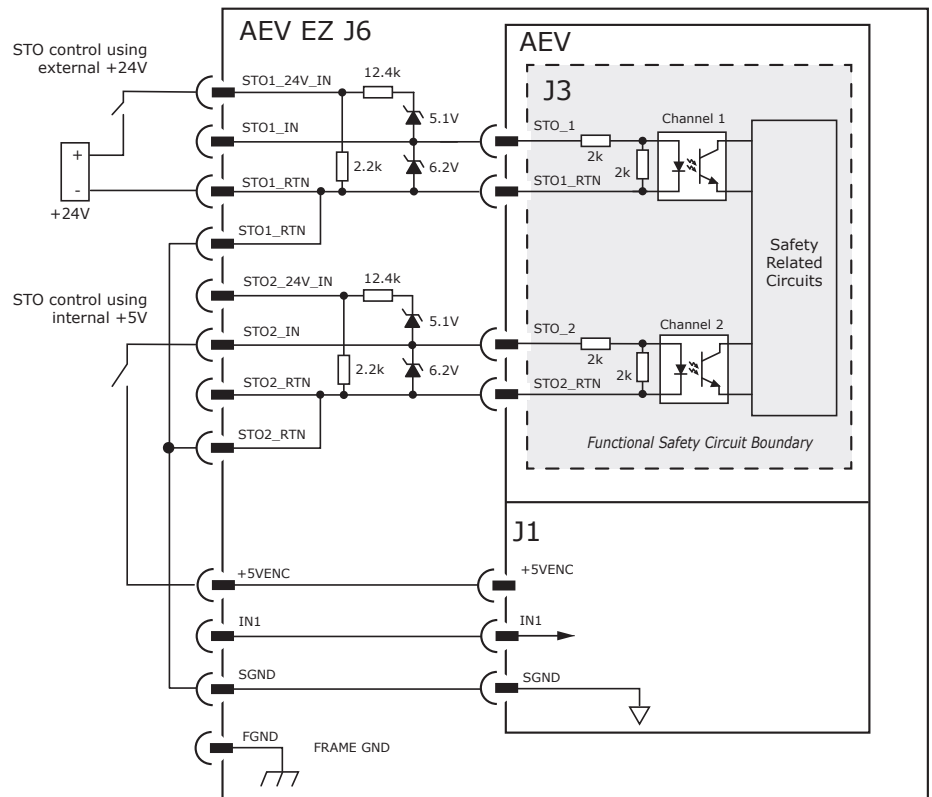 AEV EZ J6
AEV
STO control using
external +24V
STO1_24V_IN
12.4k
J3
5.1V
STO1_IN
STO_1
Channel 1
2k
2k
+
-
+24V
2.2k
6.2V
STO1_RTN
STO1_RTN
STO1_RTN
Safety
Related
Circuits
STO control using
internal +5V
STO2_24V_IN
12.4k
5.1V
STO2_IN
STO_2
Channel 2
2k
2k
2.2k
6.2V
STO2_RTN
STO2_RTN
STO2_RTN
Functional Safety Circuit Boundary
J1
+5VENC
+5VENC
IN1
IN1
SGND
SGND
FGND
FRAME GND